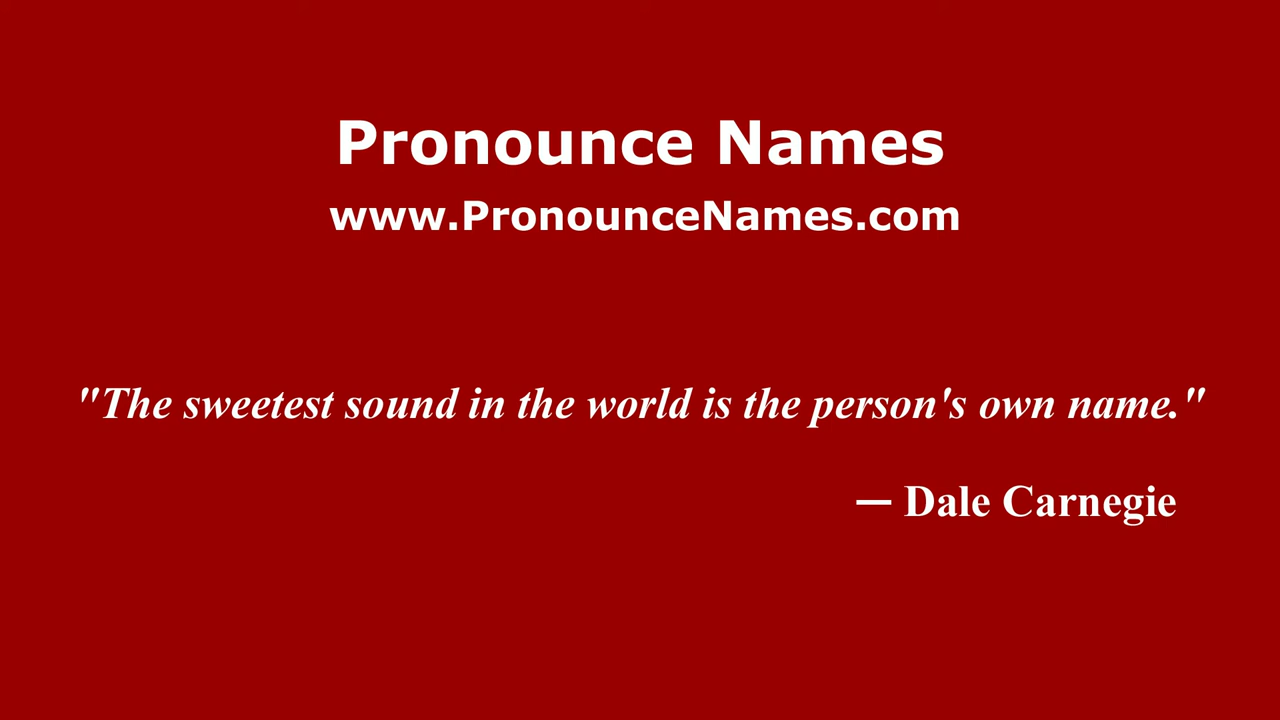 Pronounce Names
www.PronounceNames.com
"The sweetest sound in the world is the person's own name."
— Dale Carnegie